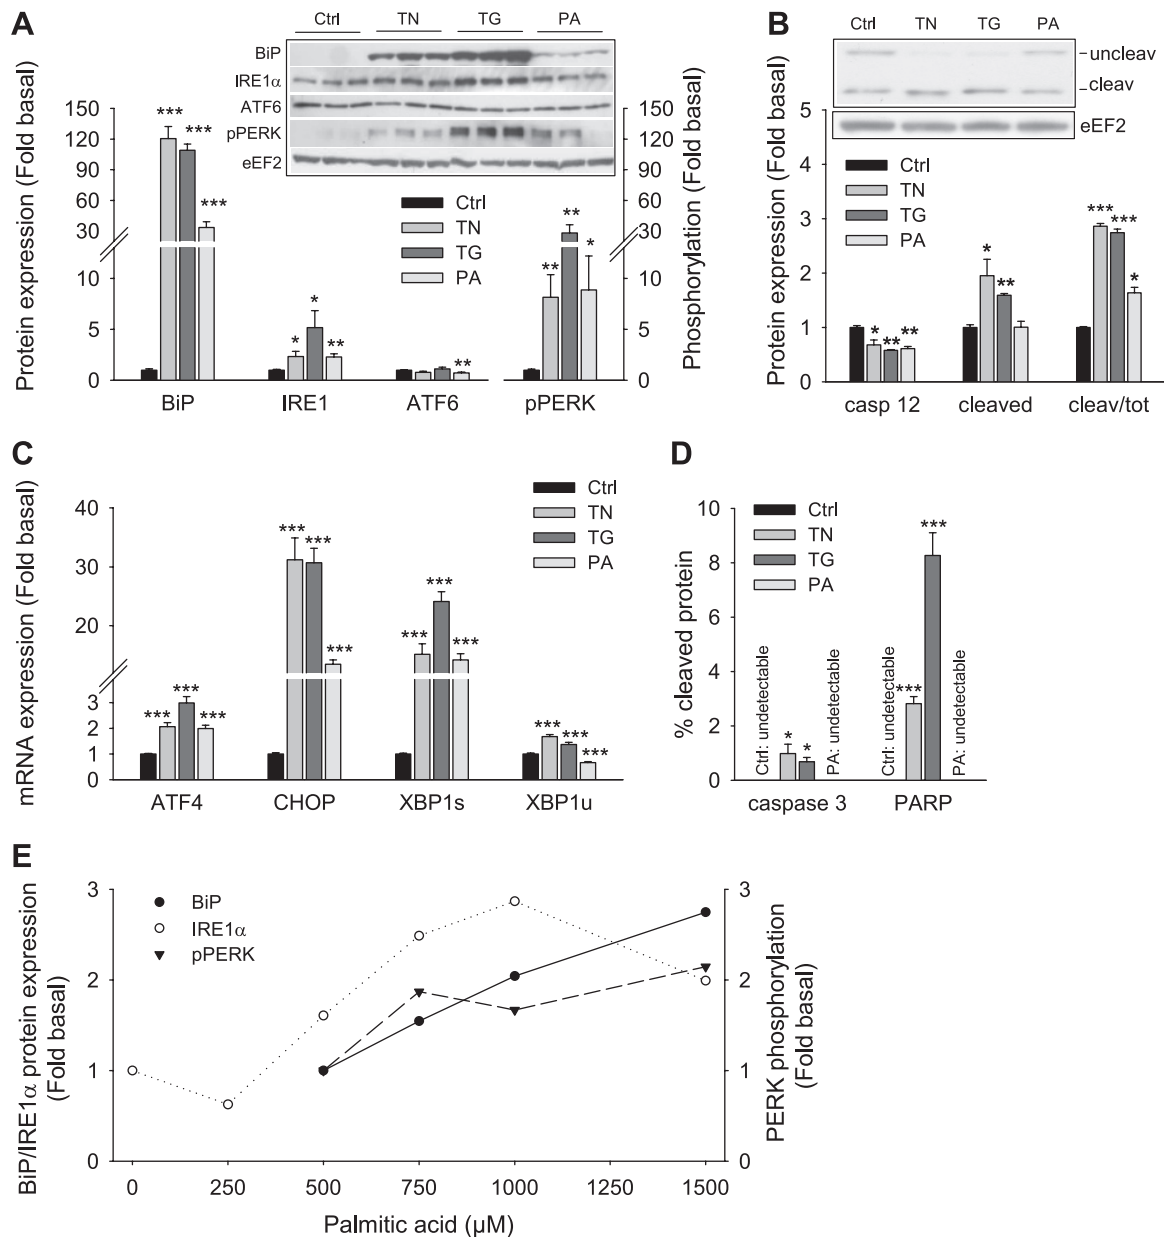 A
Ctrl TN TG PA
BiP
IRE1α
ATF6
pPERK
eEF2
Protein expression (Fold basal)
150
120
90
60
30
10
5
0
Phosphorylation (Fold basal)
150
120
90
60
30
10
5
0
Ctrl
TN
TG
PA
*** *** ***
* * **
**
** ** *
BiP IRE1 ATF6 pPERK
B
Ctrl TN TG PA
uncleav
cleav
eEF2
Protein expression (Fold basal)
5
4
3
2
1
0
Ctrl
TN
TG
PA
* ** **
* **
*** *** *
casp 12 cleaved cleav/tot
C
mRNA expression (Fold basal)
40
30
20
3
2
1
0
Ctrl
TN
TG
PA
*** *** ***
*** *** ***
*** *** ***
*** *** ***
ATF4 CHOP XBP1s XBP1u
D
% cleaved protein
10
8
6
4
2
0
Ctrl
TN
TG
PA
Ctrl: undetectable
* *
PA: undetectable
Ctrl: undetectable
*** ***
PA: undetectable
caspase 3 PARP
E
BiP/IRE1α protein expression
(Fold basal)
3
2
1
0
BiP
IRE1α
pPERK
3
2
1
0
PERK phosphorylation
(Fold basal)
0 250 500 750 1000 1250 1500
Palmitic acid (µM)